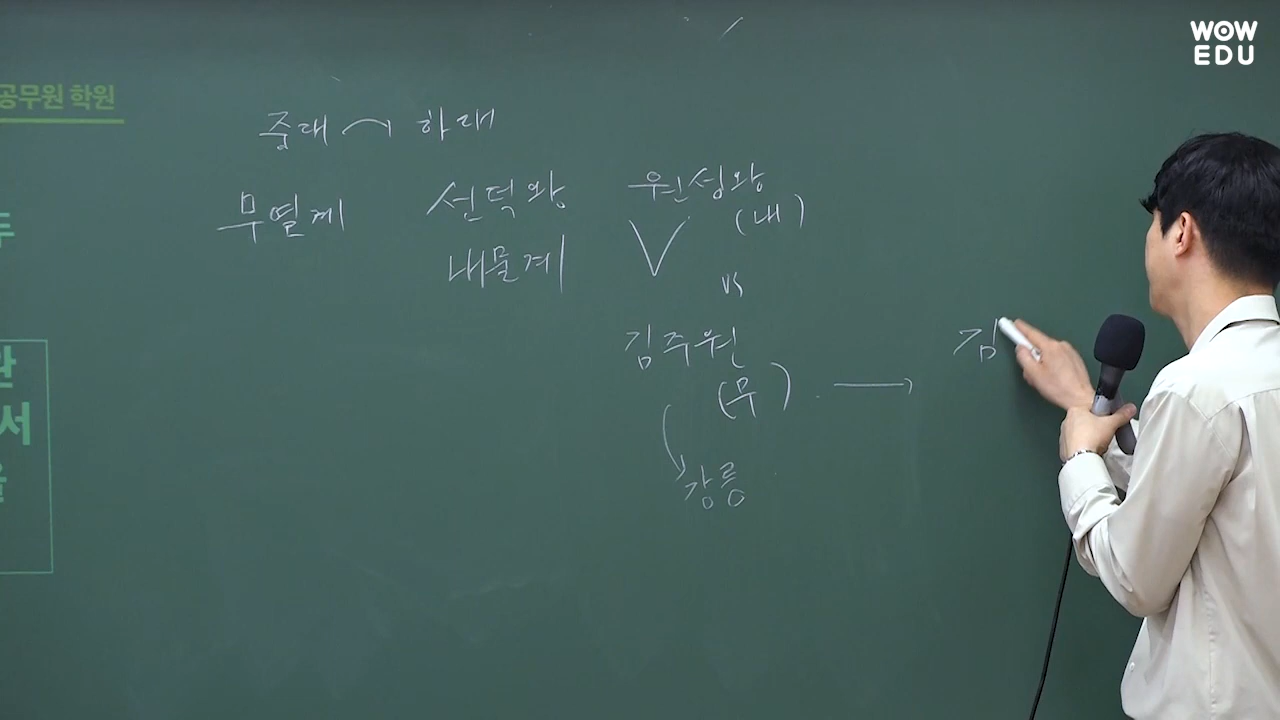 WOW
EDU
공무원 학원
중대 → 하대
무열계 선덕왕 원성왕
(내)
내물계 V
vs
김주원 김
(무) →
강릉
서